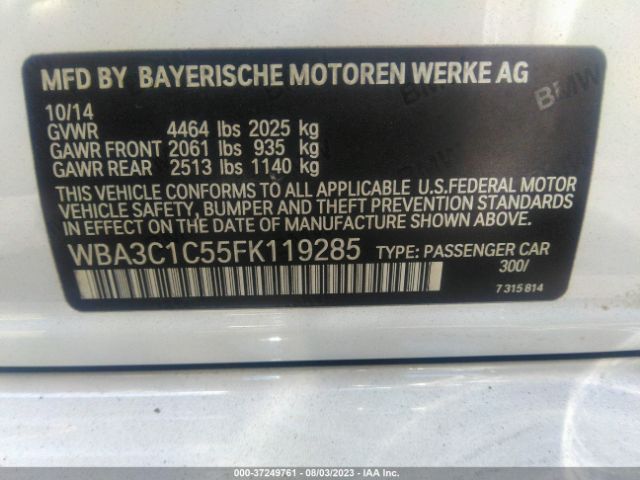 MFD BY BAYERISCHE MOTOREN WERKE AG
10/14
GVWR 4464 lbs 2025 kg
GAWR FRONT 2061 lbs 935 kg
GAWR REAR 2513 lbs 1140 kg
THIS VEHICLE CONFORMS TO ALL APPLICABLE U.S.FEDERAL MOTOR
VEHICLE SAFETY, BUMPER AND THEFT PREVENTION STANDARDS
IN EFFECT ON THE DATE OF MANUFACTURE SHOWN ABOVE.
WBA3C1C55FK119285 TYPE: PASSENGER CAR
300/
7 315 814
BMW
000-37249761 - 08/03/2023 - IAA Inc.